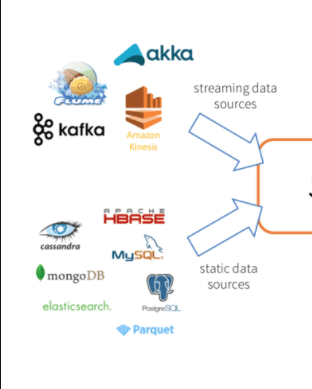 akka
FLUME
kafka
Amazon
Kinesis
streaming data
sources
APACHE
HBASE
cassandra
MySQL
mongoDB
PostgreSQL
static data
sources
elasticsearch.
Parquet